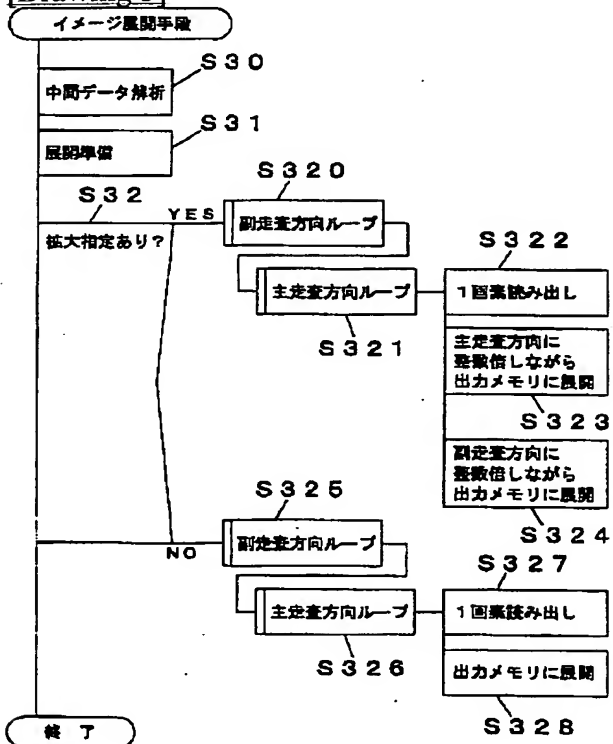 イメージ展開手段
S30
中間データ解析
S31
展開準備
S32
拡大指定あり？
YES
S320
副走査方向ループ
主走査方向ループ
S321
S322
1画素読み出し
主走査方向に
整数倍しながら
出力メモリに展開
S323
副走査方向に
整数倍しながら
出力メモリに展開
S324
S325
NO
副走査方向ループ
主走査方向ループ
S326
S327
1画素読み出し
出力メモリに展開
S328
終了